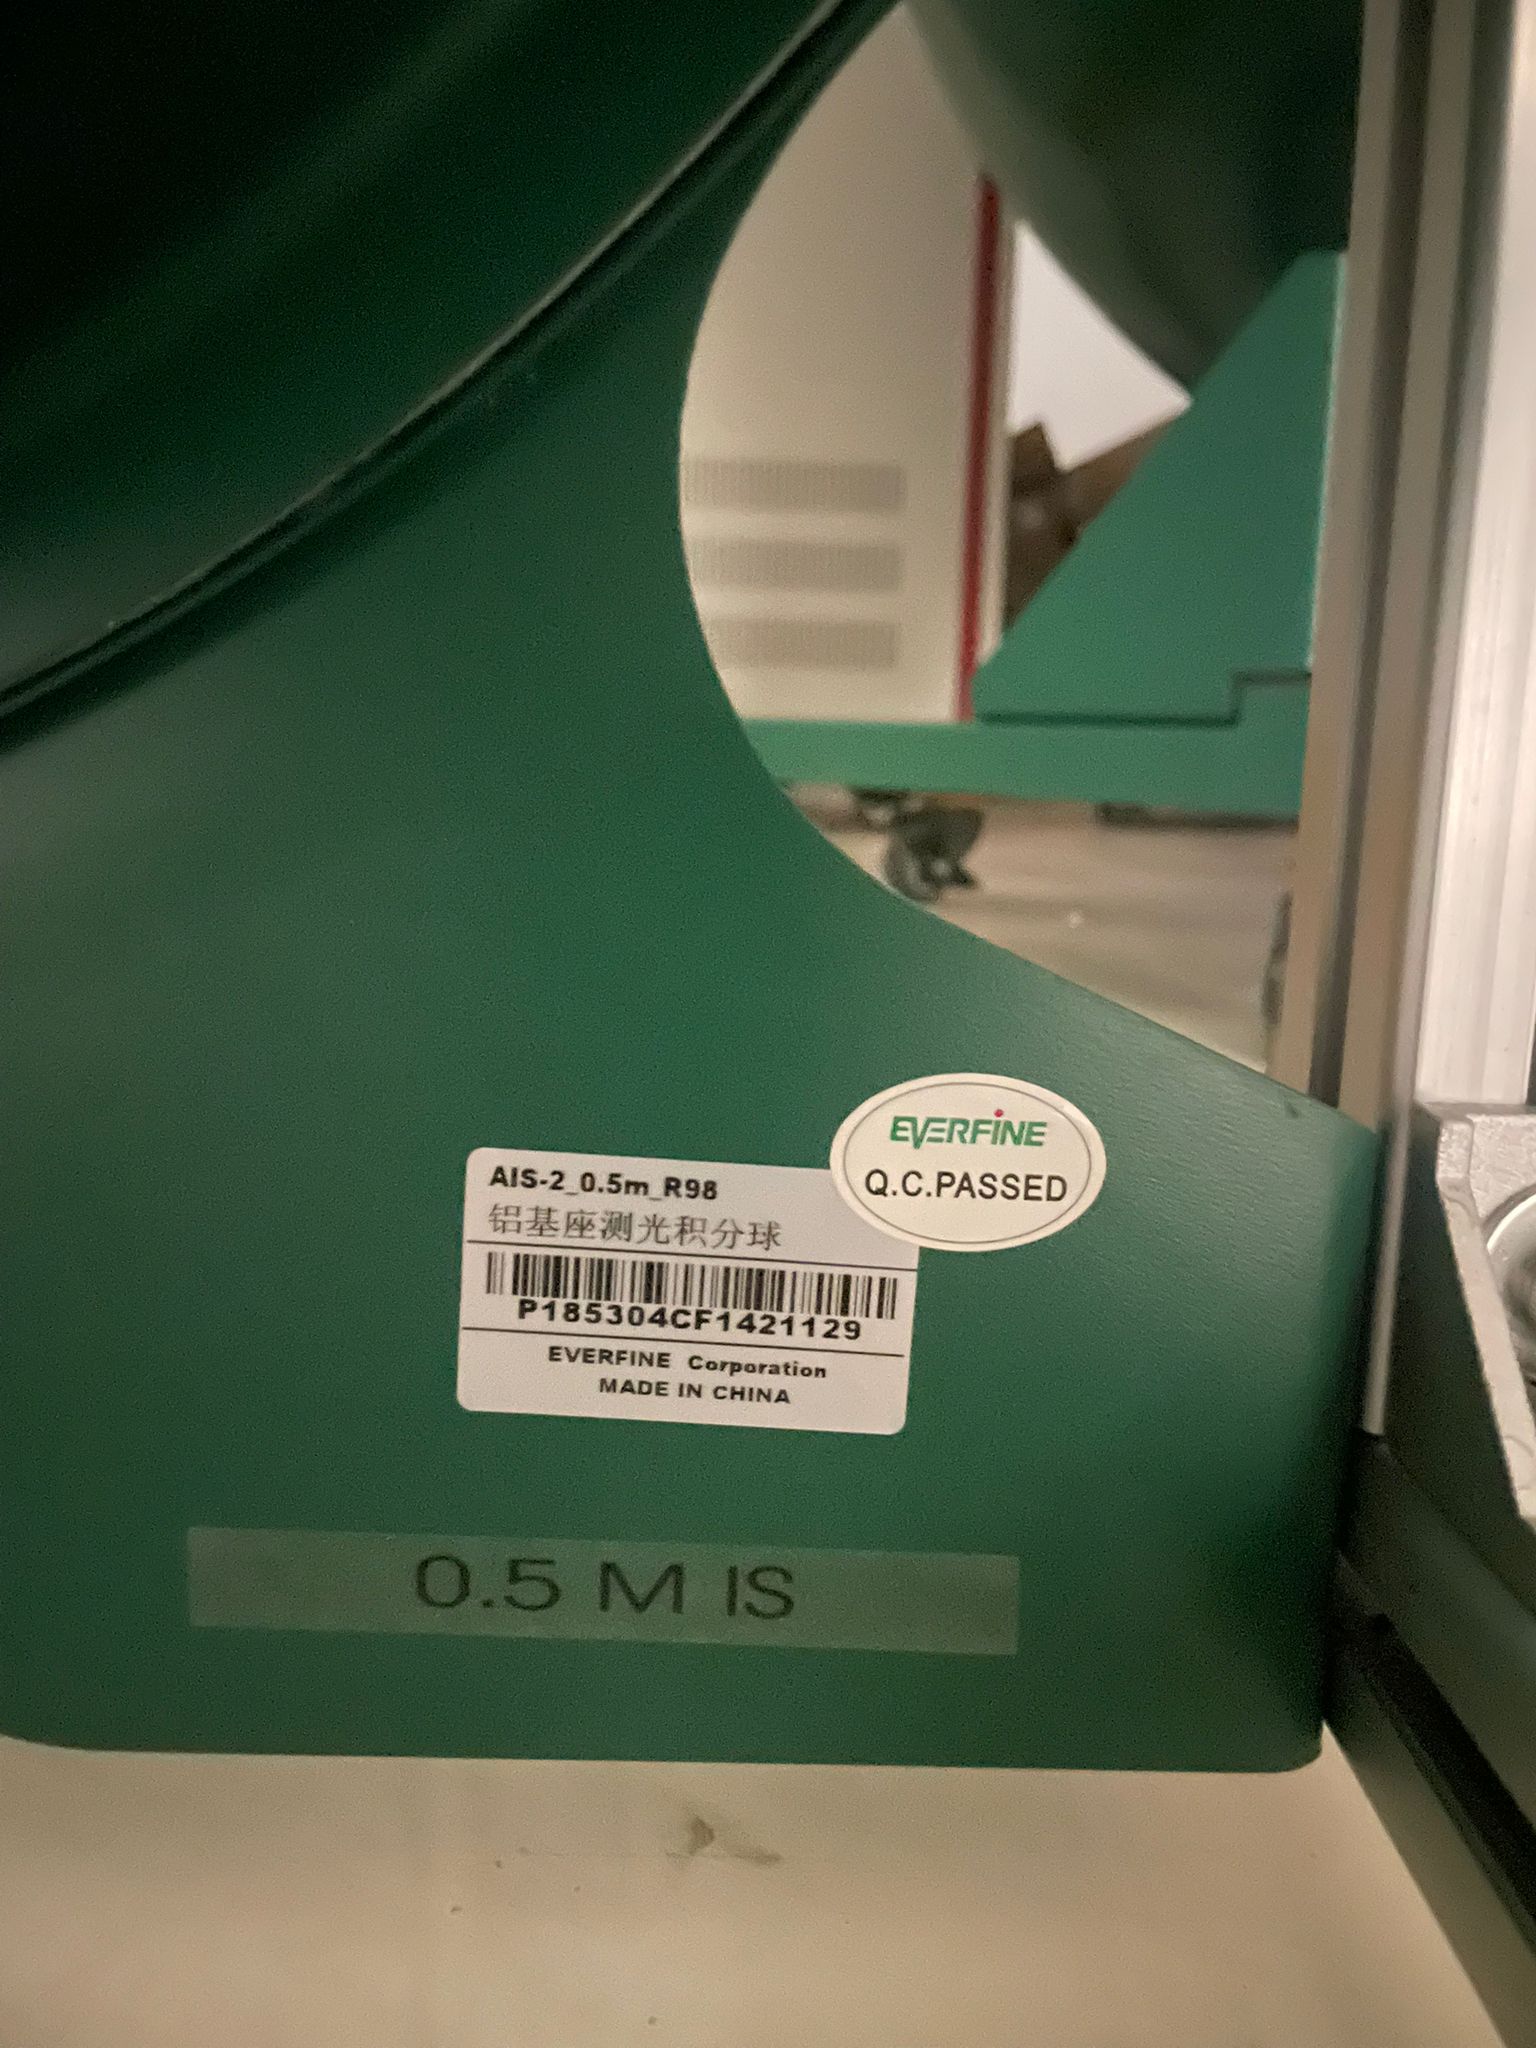 EVERFINE
Q.C.PASSED
AIS-2_0.5m_R98
铝基座测光积分球
P185304CF1421129
EVERFINE Corporation
MADE IN CHINA
0.5 M IS